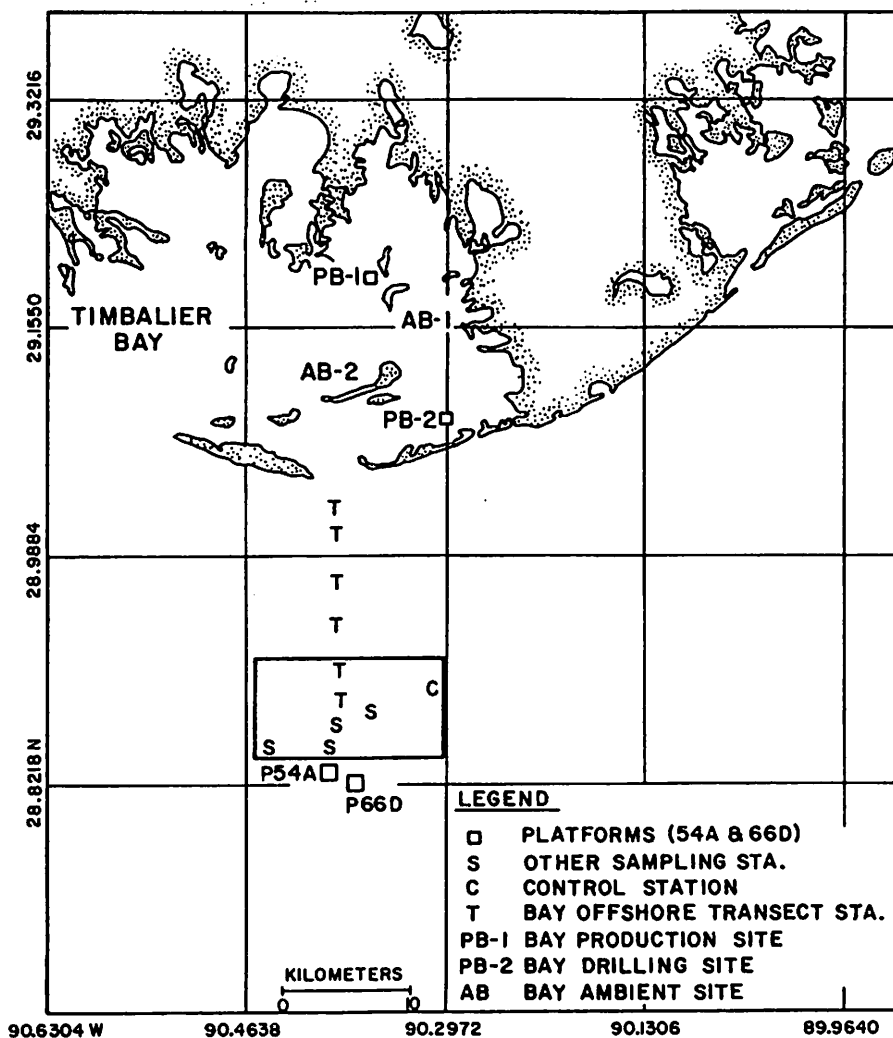 29.3216
29.1550
28.9884
28.8218 N
PB-1
TIMBALIER
BAY
AB-1
AB-2
PB-2
T
T
T
T
T
C
T
S
S
S
S
P54A
P66D
LEGEND
PLATFORMS (54A & 66D)
S OTHER SAMPLING STA.
C CONTROL STATION
T BAY OFFSHORE TRANSECT STA.
PB-1 BAY PRODUCTION SITE
PB-2 BAY DRILLING SITE
AB BAY AMBIENT SITE
KILOMETERS
0 10
90.6304 W 90.4638 90.2972 90.1306 89.9640